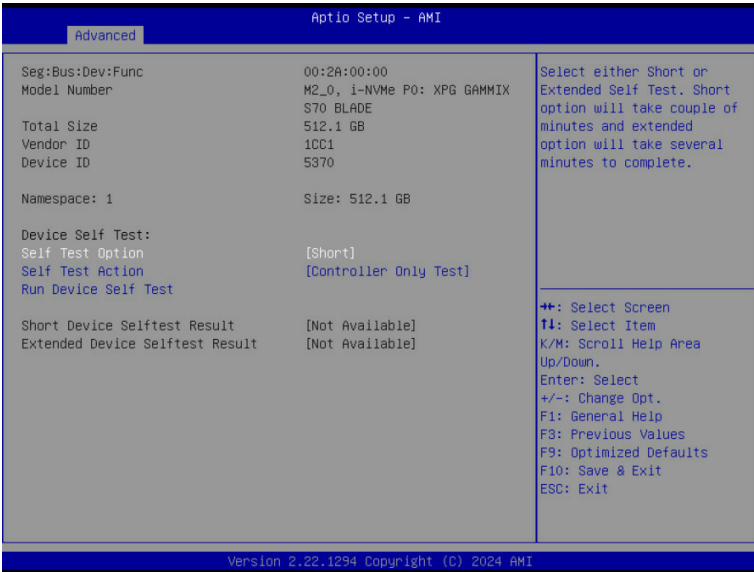 Aptio Setup – AMI
Advanced
Seg:Bus:Dev:Func 00:2A:00:00
Model Number M2_0, i-NVMe P0: XPG GAMMIX
S70 BLADE
Total Size 512.1 GB
Vendor ID 1CC1
Device ID 5370
Namespace: 1 Size: 512.1 GB
Device Self Test:
Self Test Option [Short]
Self Test Action [Controller Only Test]
Run Device Self Test
Short Device Selftest Result [Not Available]
Extended Device Selftest Result [Not Available]
Select either Short or
Extended Self Test. Short
option will take couple of
minutes and extended
option will take several
minutes to complete.
→←: Select Screen
↑↓: Select Item
K/M: Scroll Help Area
Up/Down.
Enter: Select
+/-: Change Opt.
F1: General Help
F3: Previous Values
F9: Optimized Defaults
F10: Save & Exit
ESC: Exit
Version 2.22.1294 Copyright (C) 2024 AMI